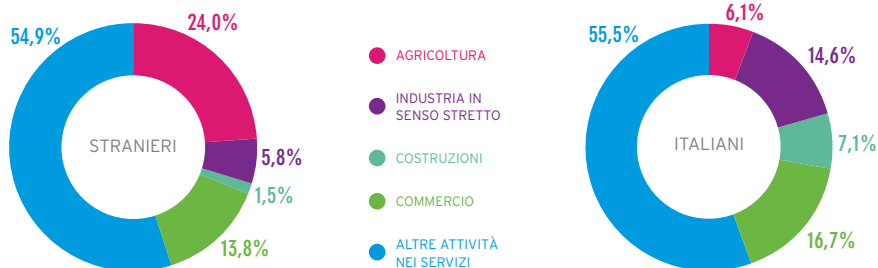 54,9%
24,0%
STRANIERI
5,8%
1,5%
13,8%
AGRICOLTURA
INDUSTRIA IN
SENSO STRETTO
COSTRUZIONI
COMMERCIO
ALTRE ATTIVITÀ
NEI SERVIZI
55,5%
6,1%
14,6%
ITALIANI
7,1%
16,7%